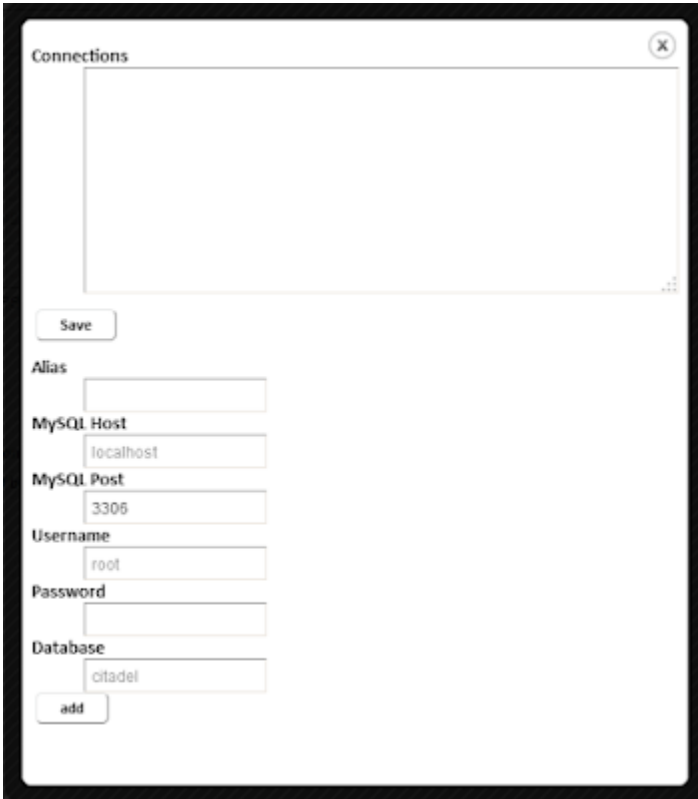 x
Connections
Save
Alias
MySQL Host
localhost
MySQL Post
3306
Username
root
Password
Database
citadel
add